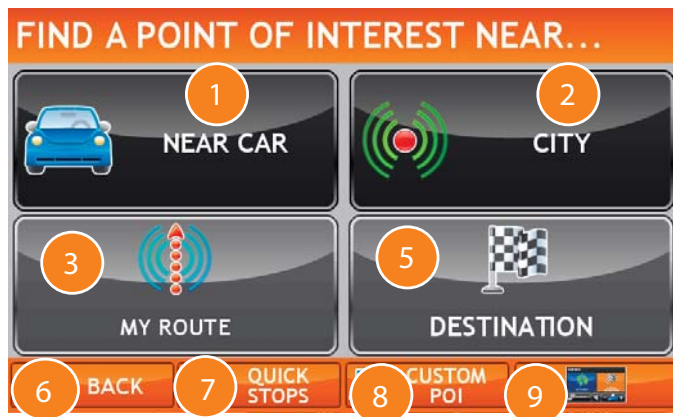 FIND A POINT OF INTEREST NEAR...
1
NEAR CAR
2
CITY
3
MY ROUTE
5
DESTINATION
6
BACK
7
QUICK
STOPS
8
CUSTOM
POI
9